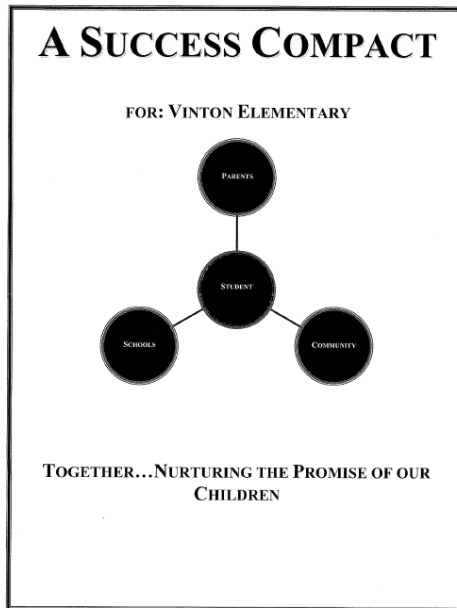 A SUCCESS COMPACT
FOR: VINTON ELEMENTARY
PARENTS
STUDENT
SCHOOLS
COMMUNITY
TOGETHER...NURTURING THE PROMISE OF OUR
CHILDREN